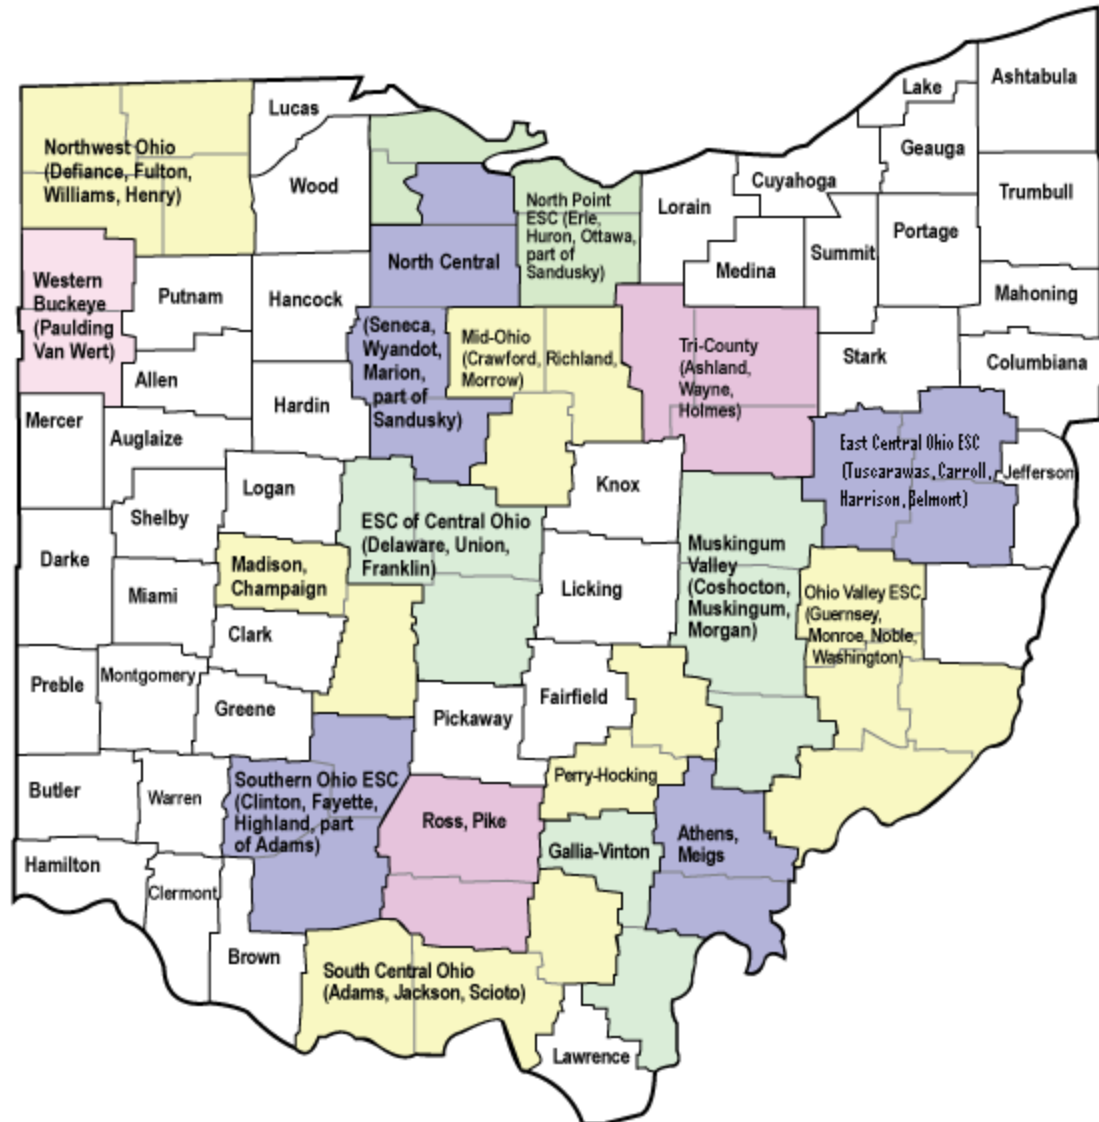 Lake
Ashtabula
Lucas
Geauga
Northwest Ohio
(Defiance, Fulton,
Williams, Henry)
Wood
Cuyahoga
Trumbull
North Point
ESC (Erie,
Huron, Ottawa,
part of
Sandusky)
Lorain
Portage
Summit
North Central
Medina
Western
Buckeye
(Paulding
Van Wert)
Putnam
Hancock
Mahoning
(Seneca,
Wyandot,
Marion,
part of
Sandusky)
Mid-Ohio
(Crawford,
Morrow)
Richland,
Tri-County
(Ashland,
Wayne,
Holmes)
Stark
Columbiana
Allen
Hardin
Mercer
Auglaize
East Central Ohio ESC
(Tuscarawas, Carroll,
Harrison, Belmont)
Jefferson
Logan
Knox
Shelby
ESC of Central Ohio
(Delaware, Union,
Franklin)
Darke
Madison,
Champaign
Muskingum
Valley
(Coshocton,
Muskingum,
Morgan)
Miami
Licking
Ohio Valley ESC
(Guernsey,
Monroe, Noble,
Washington)
Clark
Preble
Montgomery
Greene
Fairfield
Pickaway
Butler
Warren
Southern Ohio ESC
(Clinton, Fayette,
Highland, part
of Adams)
Perry-Hocking
Ross, Pike
Athens,
Meigs
Gallia-Vinton
Hamilton
Clermont
Brown
South Central Ohio
(Adams, Jackson, Scioto)
Lawrence